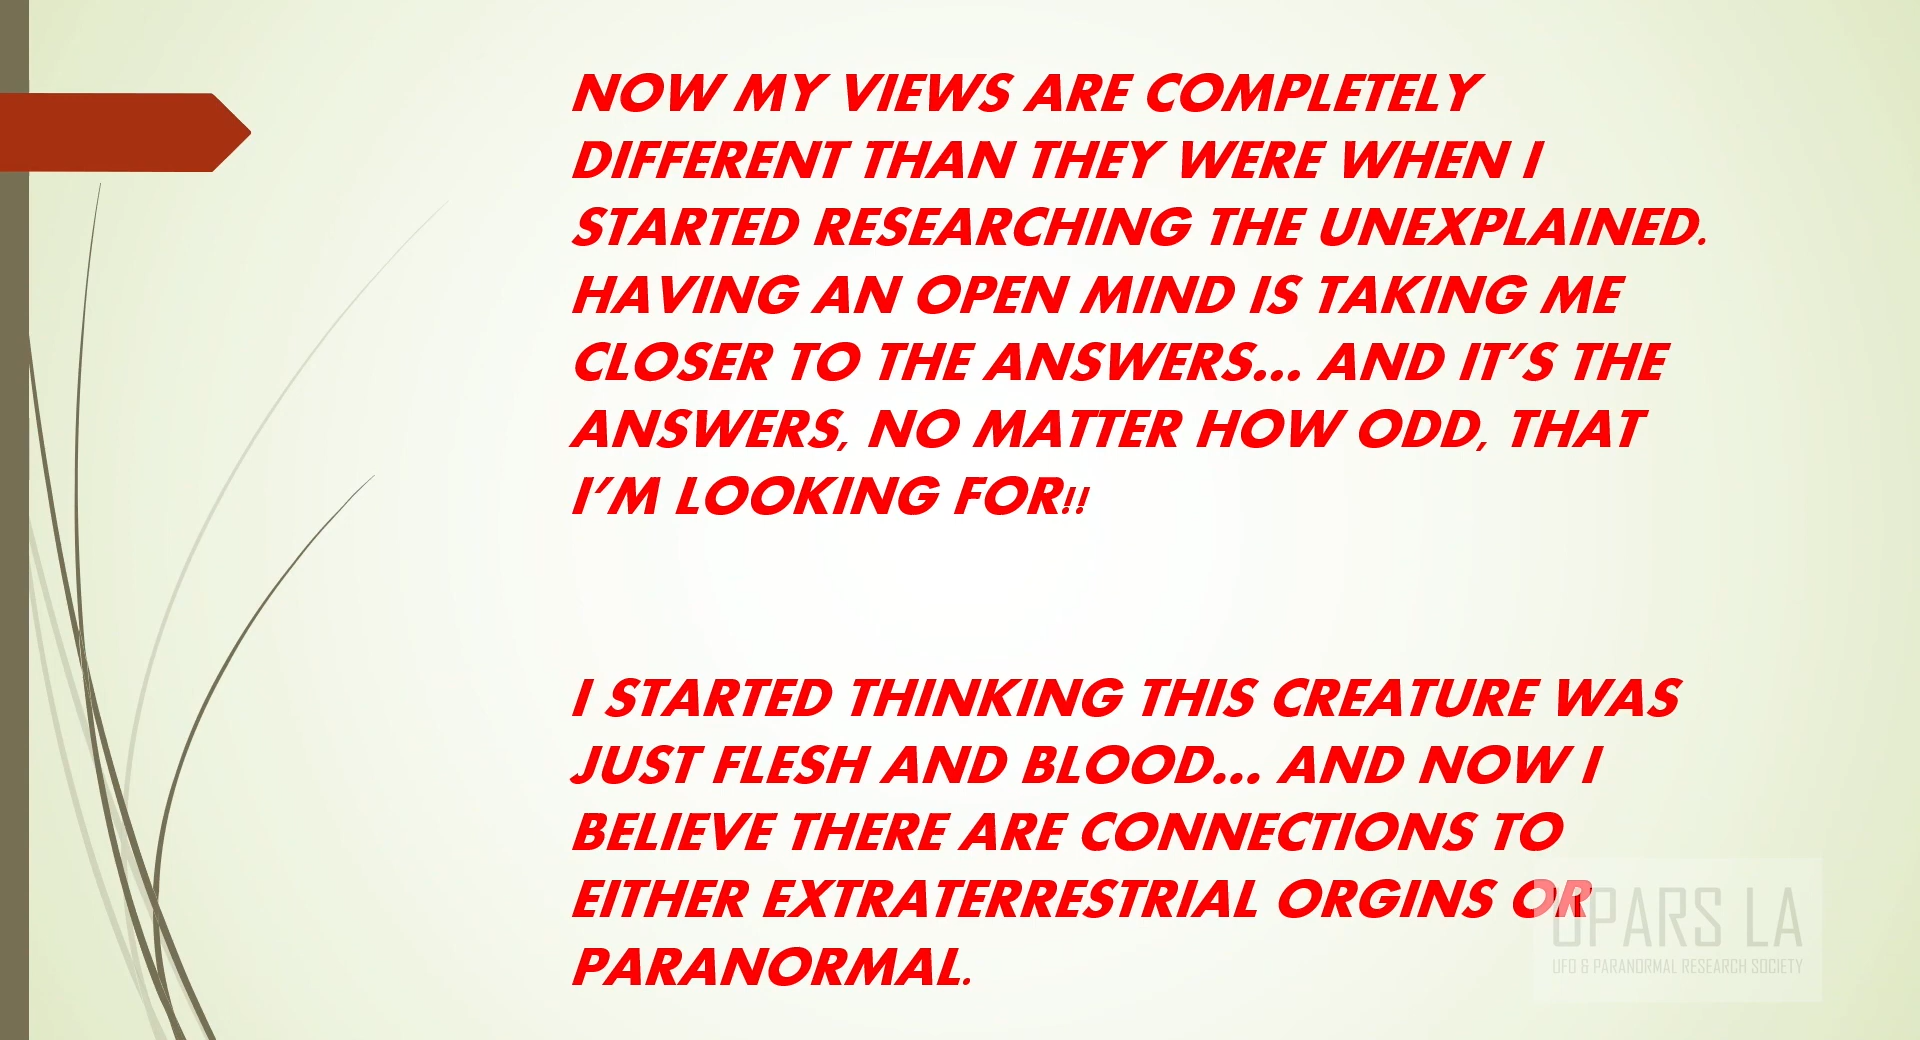 NOW MY VIEWS ARE COMPLETELY
DIFFERENT THAN THEY WERE WHEN I
STARTED RESEARCHING THE UNEXPLAINED.
HAVING AN OPEN MIND IS TAKING ME
CLOSER TO THE ANSWERS... AND IT’S THE
ANSWERS, NO MATTER HOW ODD, THAT
I’M LOOKING FOR!!
I STARTED THINKING THIS CREATURE WAS
JUST FLESH AND BLOOD... AND NOW I
BELIEVE THERE ARE CONNECTIONS TO
EITHER EXTRATERRESTRIAL ORGINS OR
PARANORMAL.
UPARS LA
UFO & PARANORMAL RESEARCH SOCIETY